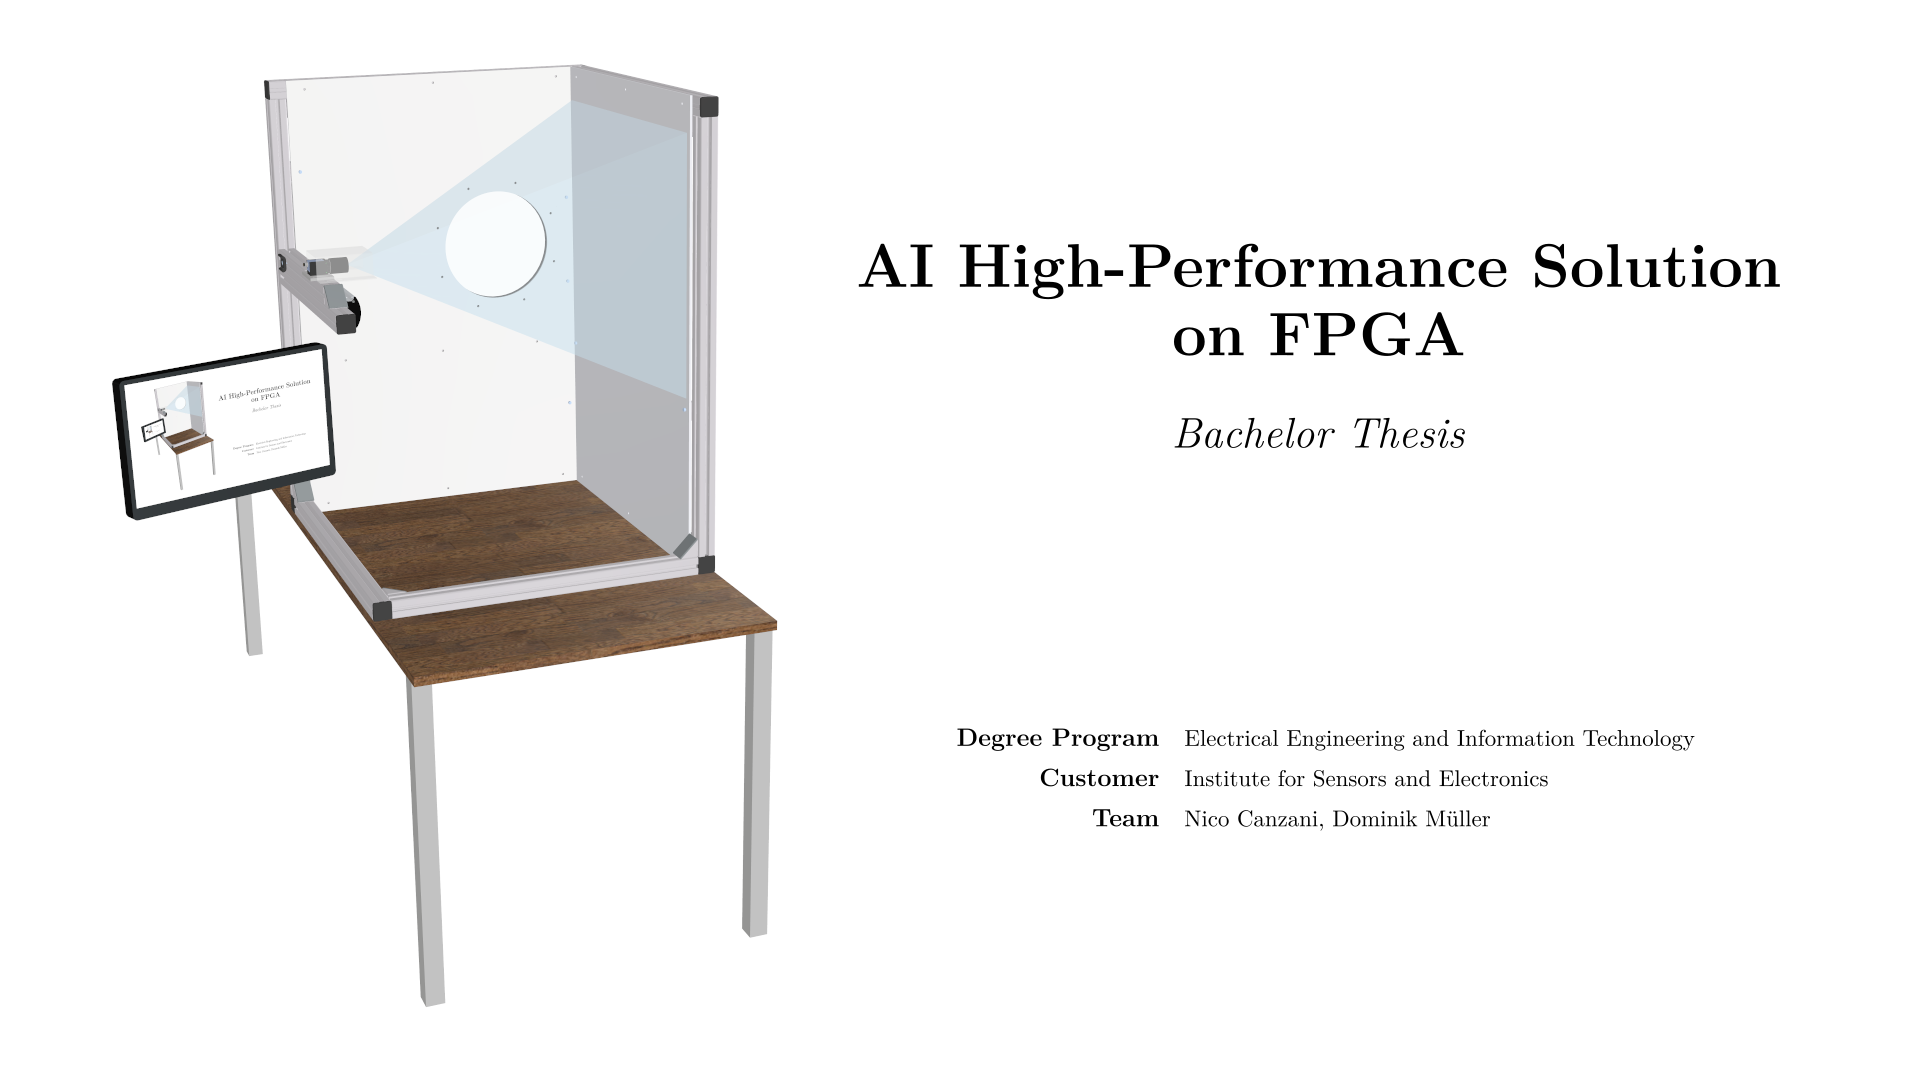 AI High-Performance Solution
on FPGA
Bachelor Thesis
Degree Program Electrical Engineering and Information Technology
Customer Institute for Sensors and Electronics
Team Nico Canzani, Dominik Müller
AI High-Performance Solution
on FPGA
Bachelor Thesis